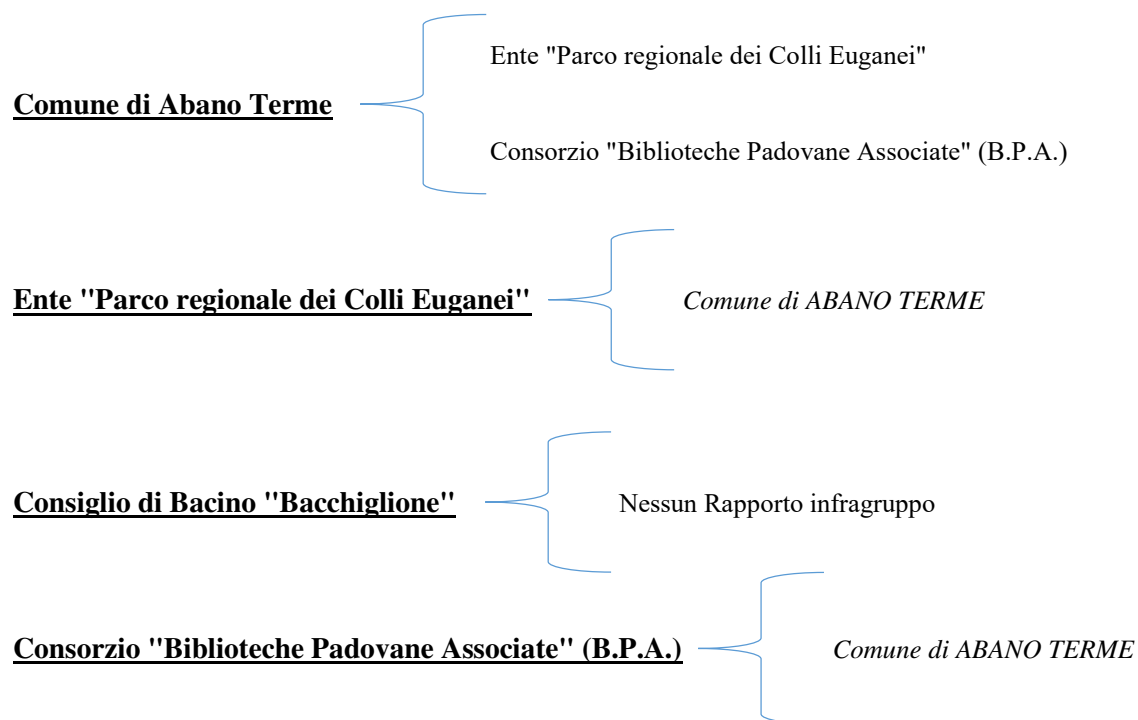 Ente "Parco regionale dei Colli Euganei"
Comune di Abano Terme
Consorzio "Biblioteche Padovane Associate" (B.P.A.)
Ente "Parco regionale dei Colli Euganei"
Comune di ABANO TERME
Consiglio di Bacino "Bacchiglione"
Nessun Rapporto infragruppo
Consorzio "Biblioteche Padovane Associate" (B.P.A.)
Comune di ABANO TERME